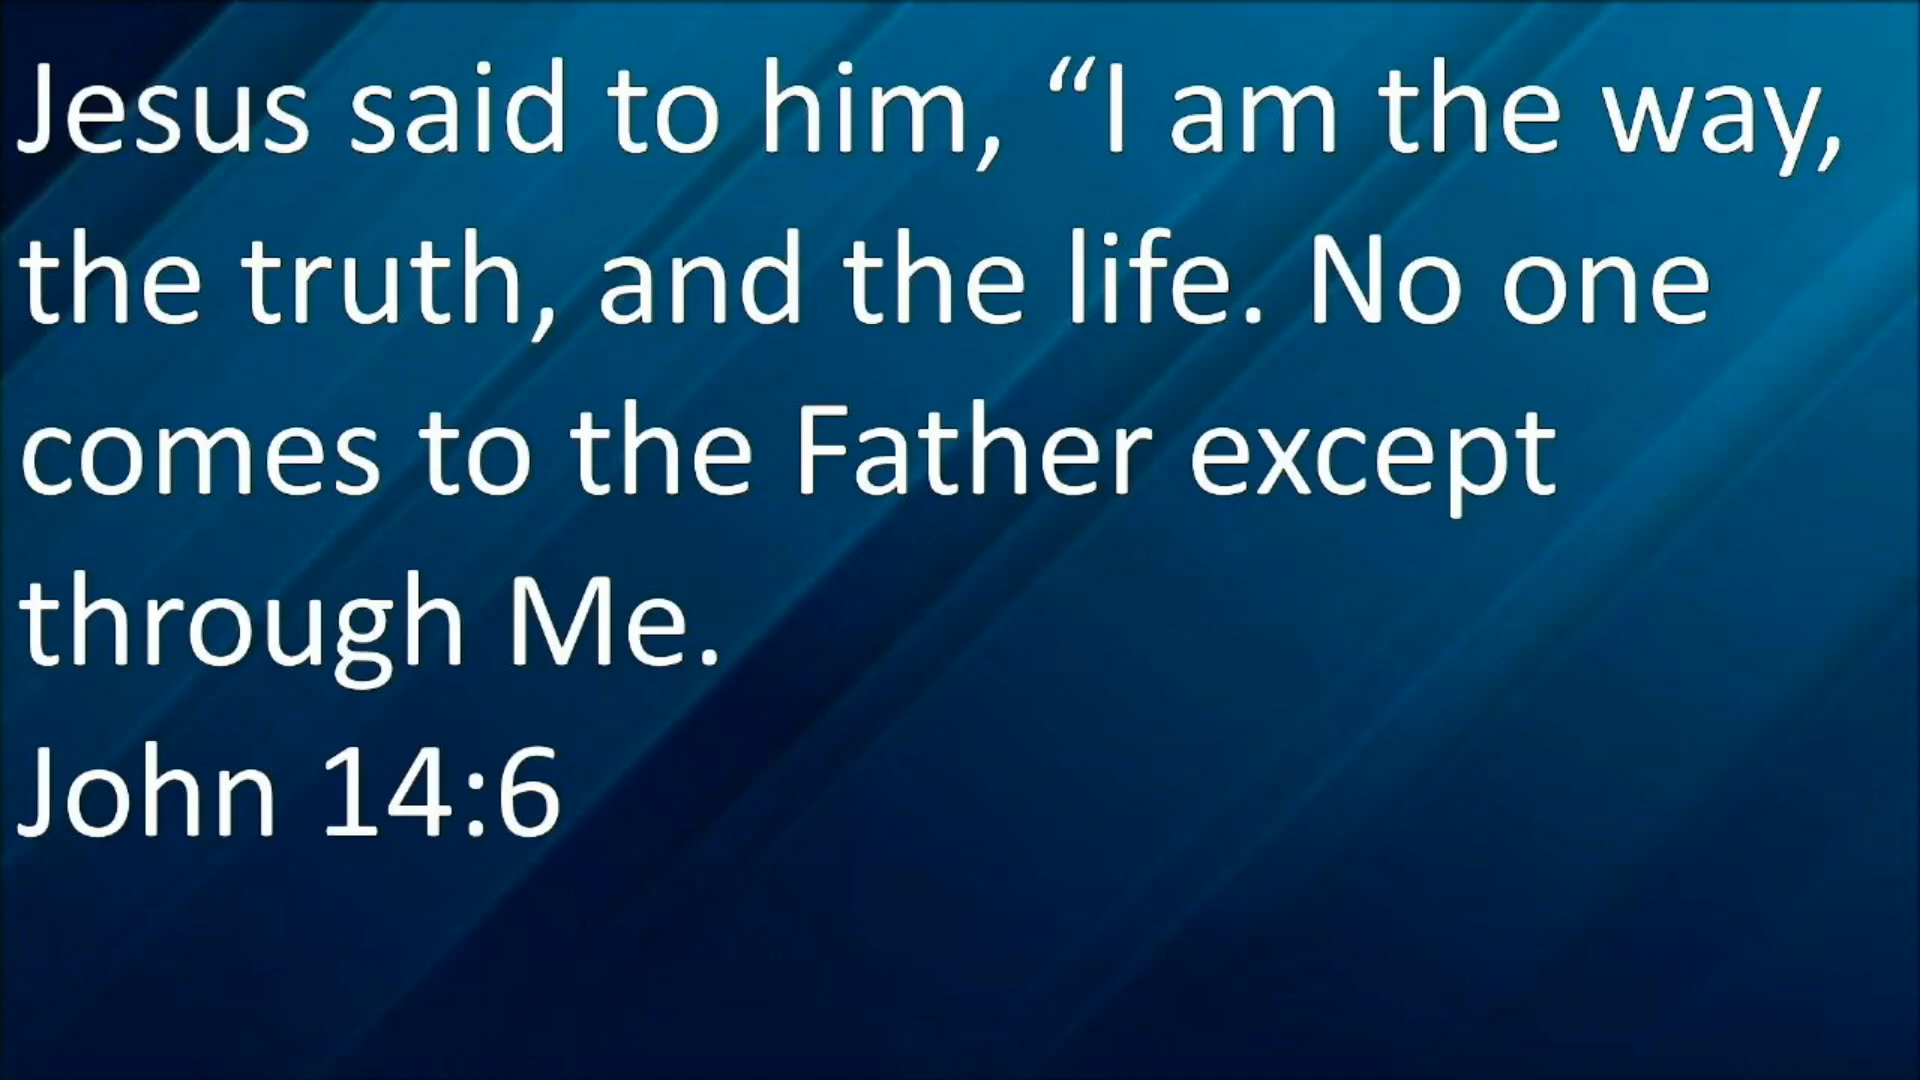 Jesus said to him, “I am the way,
the truth, and the life. No one
comes to the Father except
through Me.
John 14:6